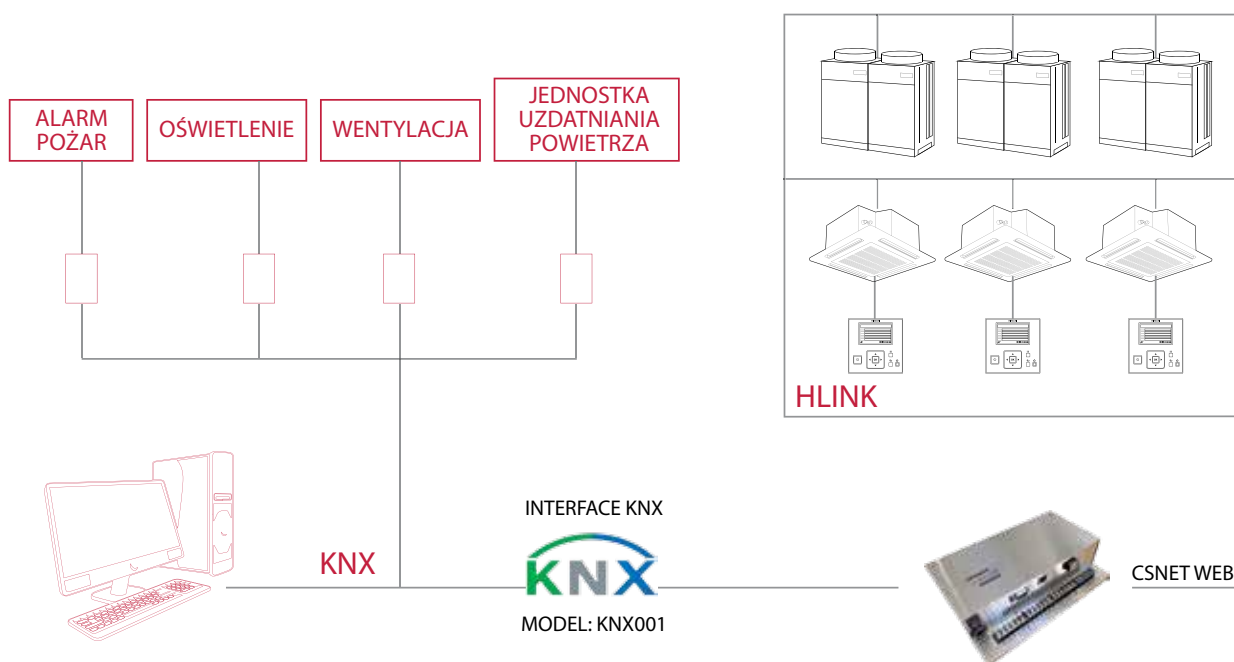 ALARM
POŻAR
OŚWIETLENIE
WENTYLACJA
JEDNOSTKA
UZDATNIANIA
POWIETRZA
HLINK
KNX
INTERFACE KNX
KNX
MODEL: KNX001
CSNET WEB